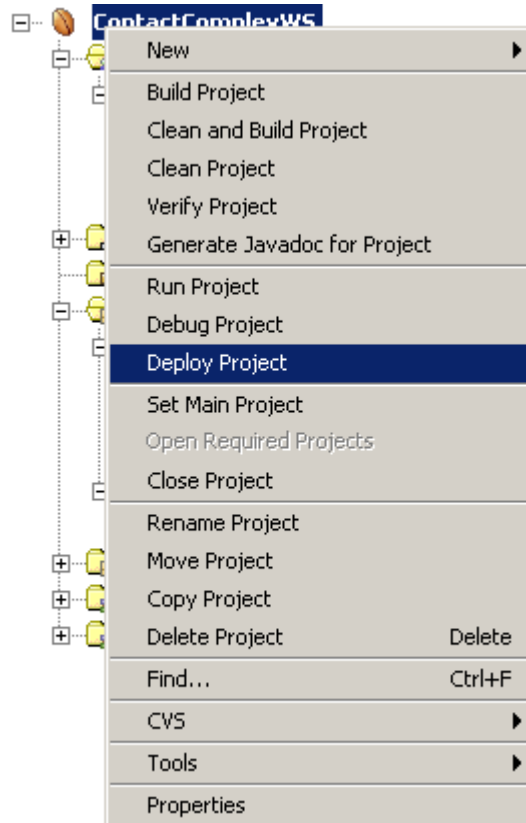 ContactComplexWS
New
Build Project
Clean and Build Project
Clean Project
Verify Project
Generate Javadoc for Project
Run Project
Debug Project
Deploy Project
Set Main Project
Open Required Projects
Close Project
Rename Project
Move Project
Copy Project
Delete Project Delete
Find... Ctrl+F
CVS
Tools
Properties